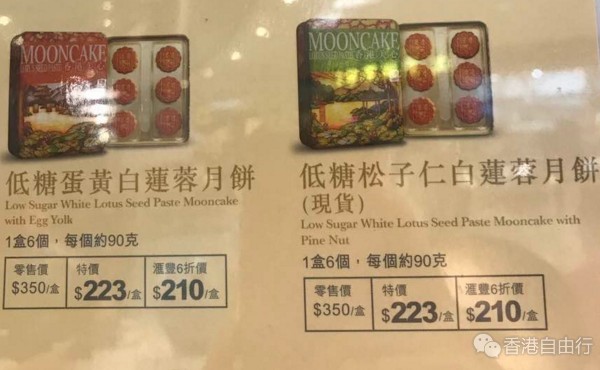 MOONCAKE
低糖蛋黃白蓮蓉月餅
Low Sugar White Lotus Seed Paste Mooncake
with Egg Yolk
1盒6個，每個約90克
零售價
$350/盒
特價
$223/盒
滙豐6折價
$210/盒
MOONCAKE
低糖松子仁白蓮蓉月餅
(現貨)
Low Sugar White Lotus Seed Paste Mooncake with
Pine Nut
1盒6個，每個約90克
零售價
$350/盒
特價
$223/盒
滙豐6折價
$210/盒
香港自由行